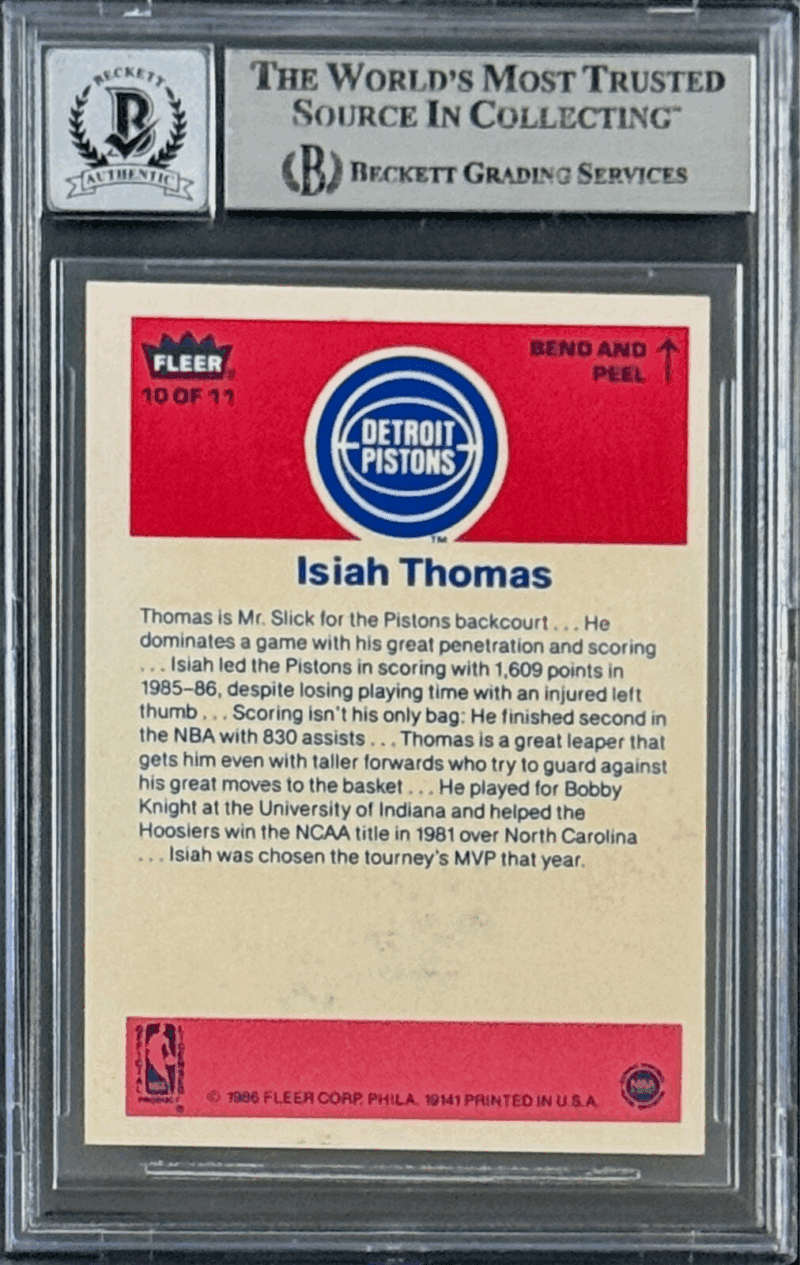 BECKETT
B
AUTHENTIC
THE WORLD'S MOST TRUSTED
SOURCE IN COLLECTING™
(B) BECKETT GRADING SERVICES
FLEER®
10 OF 11
BEND AND
PEEL
DETROIT
PISTONS
TM
Isiah Thomas
Thomas is Mr. Slick for the Pistons backcourt . . . He
dominates a game with his great penetration and scoring
. . . Isiah led the Pistons in scoring with 1,609 points in
1985–86, despite losing playing time with an injured left
thumb . . . Scoring isn't his only bag: He finished second in
the NBA with 830 assists . . . Thomas is a great leaper that
gets him even with taller forwards who try to guard against
his great moves to the basket . . . He played for Bobby
Knight at the University of Indiana and helped the
Hoosiers win the NCAA title in 1981 over North Carolina
. . . Isiah was chosen the tourney's MVP that year.
OFFICIAL
LICENSED
NBA
PRODUCT
®
© 1986 FLEER CORP. PHILA. 19141 PRINTED IN U.S.A.